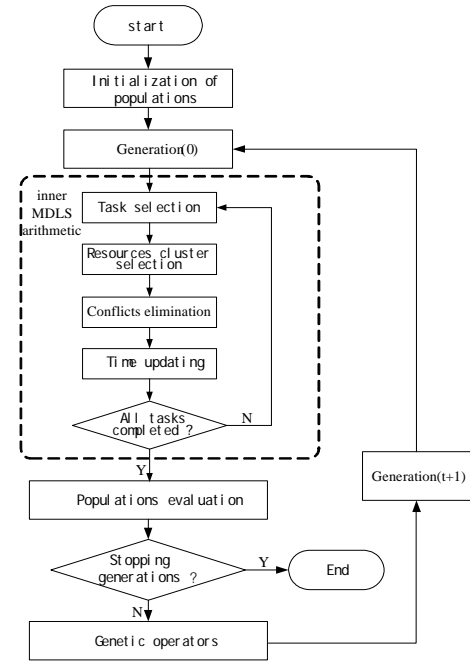 start
Initialization of
populations
Generation(0)
inner
MDLS
arithmetic
Task selection
Resources cluster
selection
Conflicts elimination
Time updating
All tasks
completed ?
N
Y
Populations evaluation
Generation(t+1)
Stopping
generations ?
Y
End
N
Genetic operators